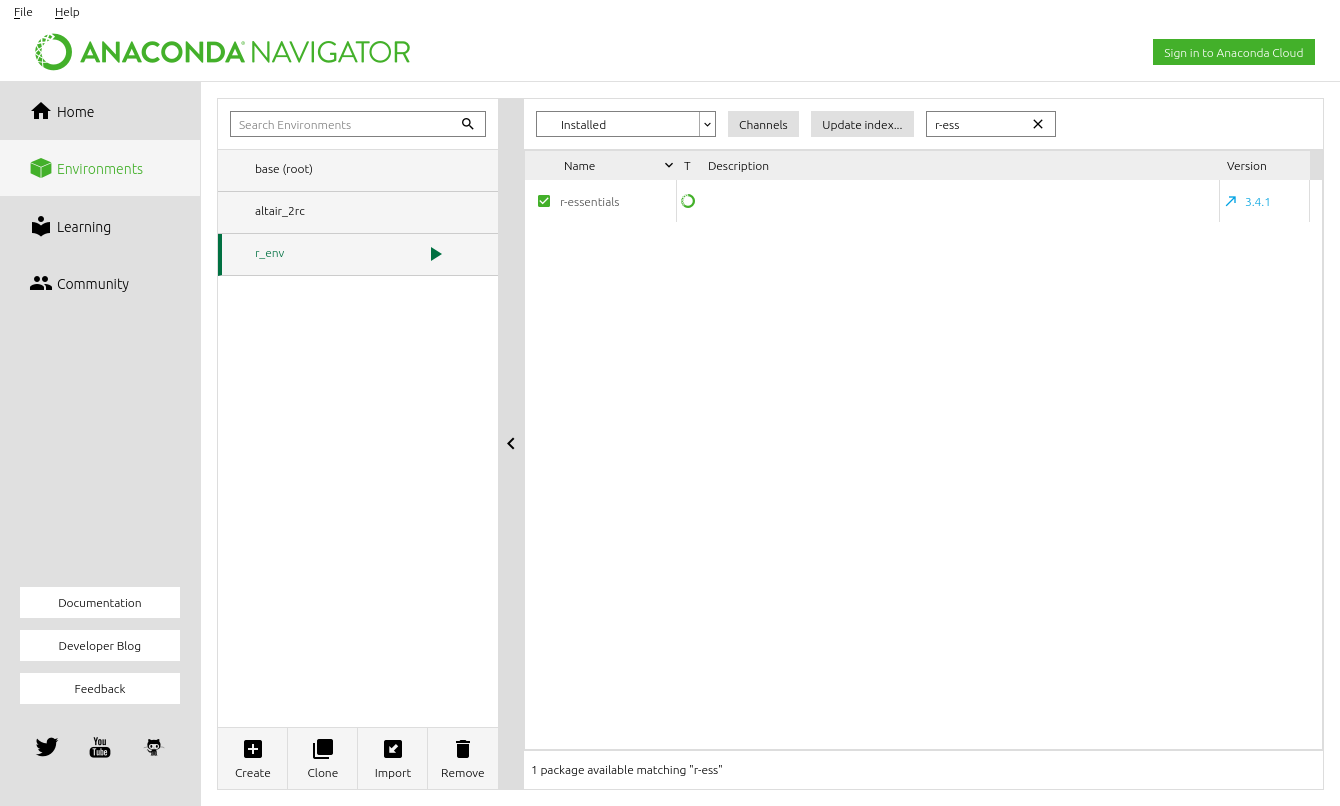 File Help
ANACONDA NAVIGATOR
Sign in to Anaconda Cloud
Home
Environments
Learning
Community
Documentation
Developer Blog
Feedback
You
Tube
Search Environments
base (root)
altair_2rc
r_env
Create Clone Import Remove
Installed Channels Update index... r-ess
Name T Description Version
r-essentials 3.4.1
1 package available matching "r-ess"